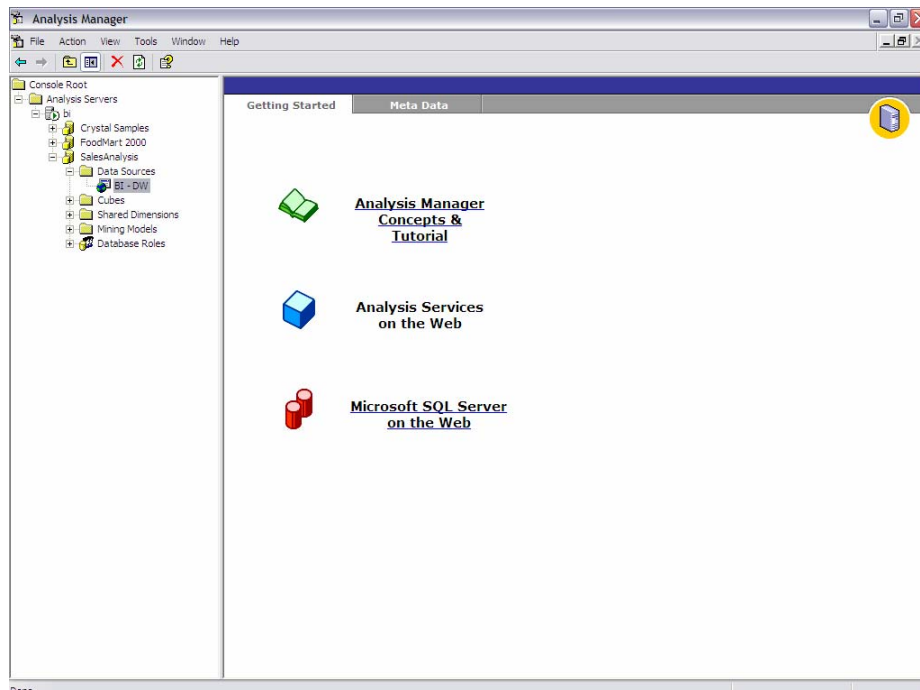 Analysis Manager
File Action View Tools Window Help
Console Root
Analysis Servers
bi
Crystal Samples
FoodMart 2000
SalesAnalysis
Data Sources
BI - DW
Cubes
Shared Dimensions
Mining Models
Database Roles
Getting Started
Meta Data
Analysis Manager
Concepts &
Tutorial
Analysis Services
on the Web
Microsoft SQL Server
on the Web